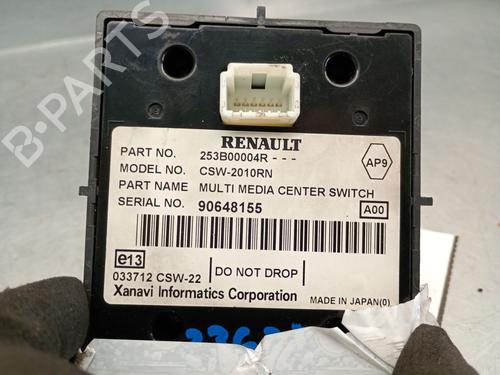 B-PARTS
RENAULT
PART NO. 253B00004R - - -
MODEL NO. CSW-2010RN
AP9
PART NAME MULTI MEDIA CENTER SWITCH
SERIAL NO. 90648155
A00
e13
033712 CSW-22
DO NOT DROP
Xanavi Informatics Corporation
MADE IN JAPAN(0)